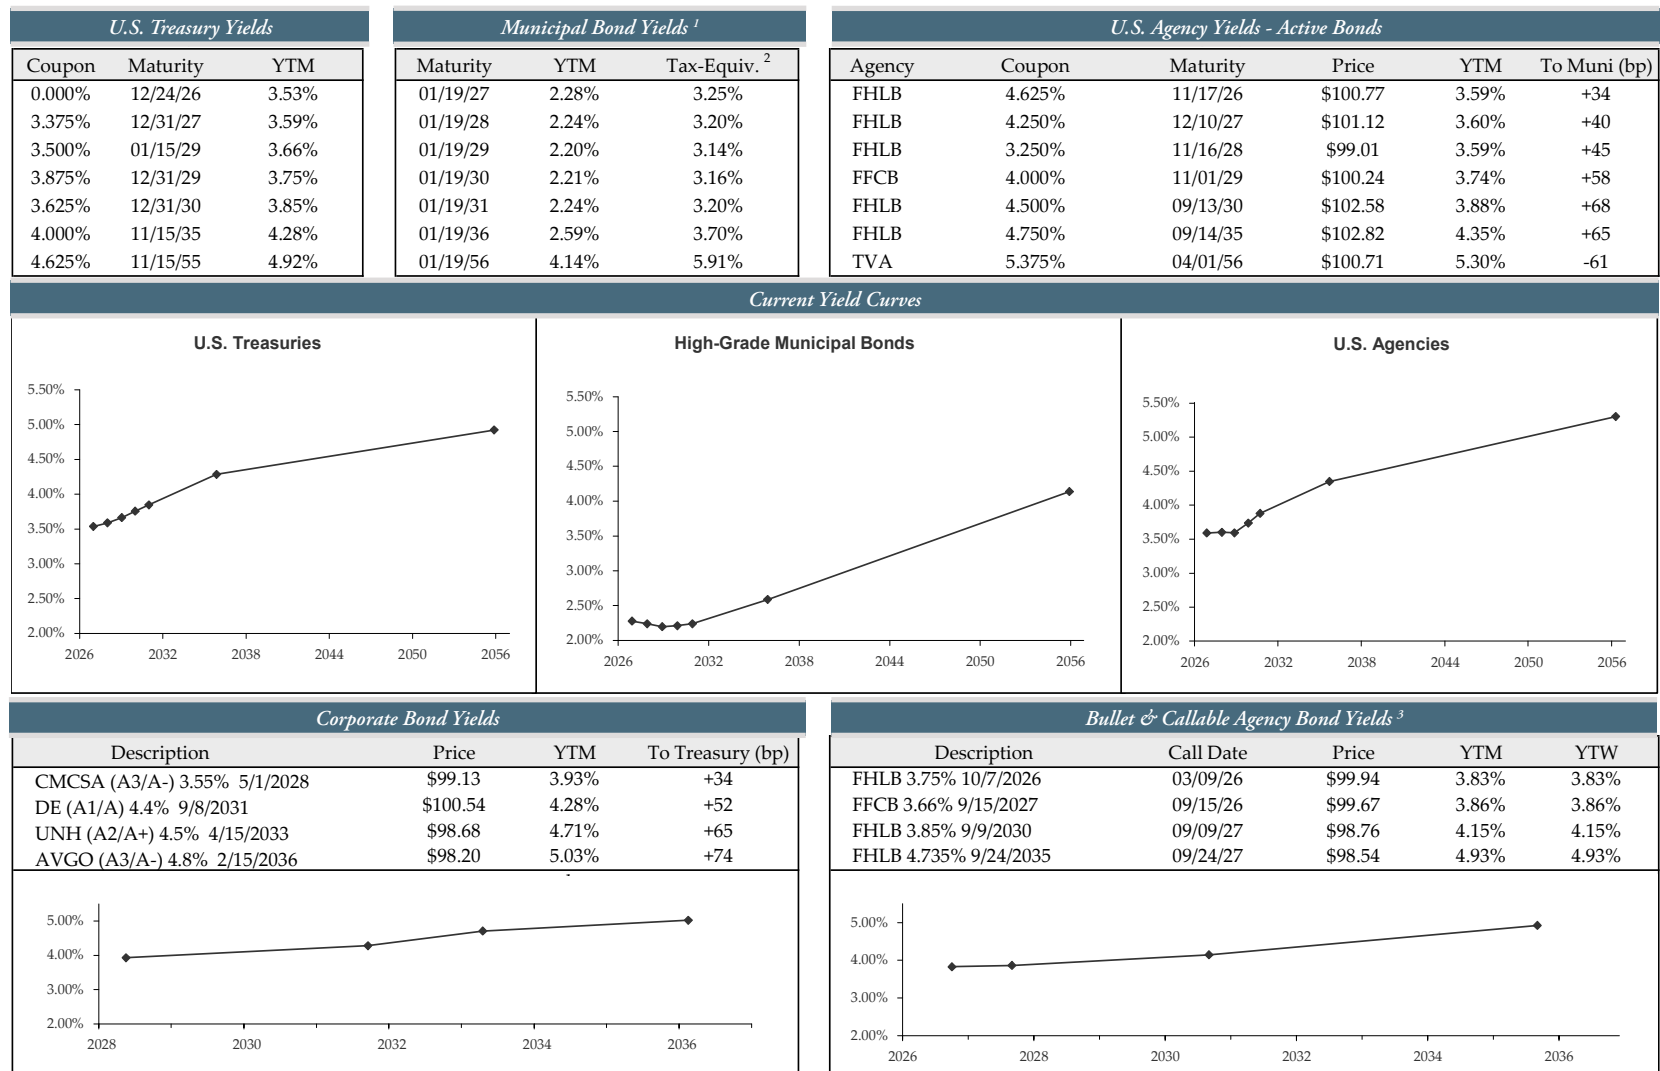 U.S. Treasury Yields
Coupon Maturity YTM
0.000% 12/24/26 3.53%
3.375% 12/31/27 3.59%
3.500% 01/15/29 3.66%
3.875% 12/31/29 3.75%
3.625% 12/31/30 3.85%
4.000% 11/15/35 4.28%
4.625% 11/15/55 4.92%
Municipal Bond Yields 1
Maturity YTM Tax-Equiv. 2
01/19/27 2.28% 3.25%
01/19/28 2.24% 3.20%
01/19/29 2.20% 3.14%
01/19/30 2.21% 3.16%
01/19/31 2.24% 3.20%
01/19/36 2.59% 3.70%
01/19/56 4.14% 5.91%
U.S. Agency Yields - Active Bonds
Agency Coupon Maturity Price YTM To Muni (bp)
FHLB 4.625% 11/17/26 $100.77 3.59% +34
FHLB 4.250% 12/10/27 $101.12 3.60% +40
FHLB 3.250% 11/16/28 $99.01 3.59% +45
FFCB 4.000% 11/01/29 $100.24 3.74% +58
FHLB 4.500% 09/13/30 $102.58 3.88% +68
FHLB 4.750% 09/14/35 $102.82 4.35% +65
TVA 5.375% 04/01/56 $100.71 5.30% -61
Current Yield Curves
U.S. Treasuries
5.50%
5.00%
4.50%
4.00%
3.50%
3.00%
2.50%
2.00%
2026 2032 2038 2044 2050 2056
High-Grade Municipal Bonds
5.50%
5.00%
4.50%
4.00%
3.50%
3.00%
2.50%
2.00%
2026 2032 2038 2044 2050 2056
U.S. Agencies
5.50%
5.00%
4.50%
4.00%
3.50%
3.00%
2.50%
2.00%
2026 2032 2038 2044 2050 2056
Corporate Bond Yields
Description Price YTM To Treasury (bp)
CMCSA (A3/A-) 3.55% 5/1/2028 $99.13 3.93% +34
DE (A1/A) 4.4% 9/8/2031 $100.54 4.28% +52
UNH (A2/A+) 4.5% 4/15/2033 $98.68 4.71% +65
AVGO (A3/A-) 4.8% 2/15/2036 $98.20 5.03% +74
5.00%
4.00%
3.00%
2.00%
2028 2030 2032 2034 2036
Bullet & Callable Agency Bond Yields 3
Description Call Date Price YTM YTW
FHLB 3.75% 10/7/2026 03/09/26 $99.94 3.83% 3.83%
FFCB 3.66% 9/15/2027 09/15/26 $99.67 3.86% 3.86%
FHLB 3.85% 9/9/2030 09/09/27 $98.76 4.15% 4.15%
FHLB 4.735% 9/24/2035 09/24/27 $98.54 4.93% 4.93%
5.00%
4.00%
3.00%
2.00%
2026 2028 2030 2032 2034 2036